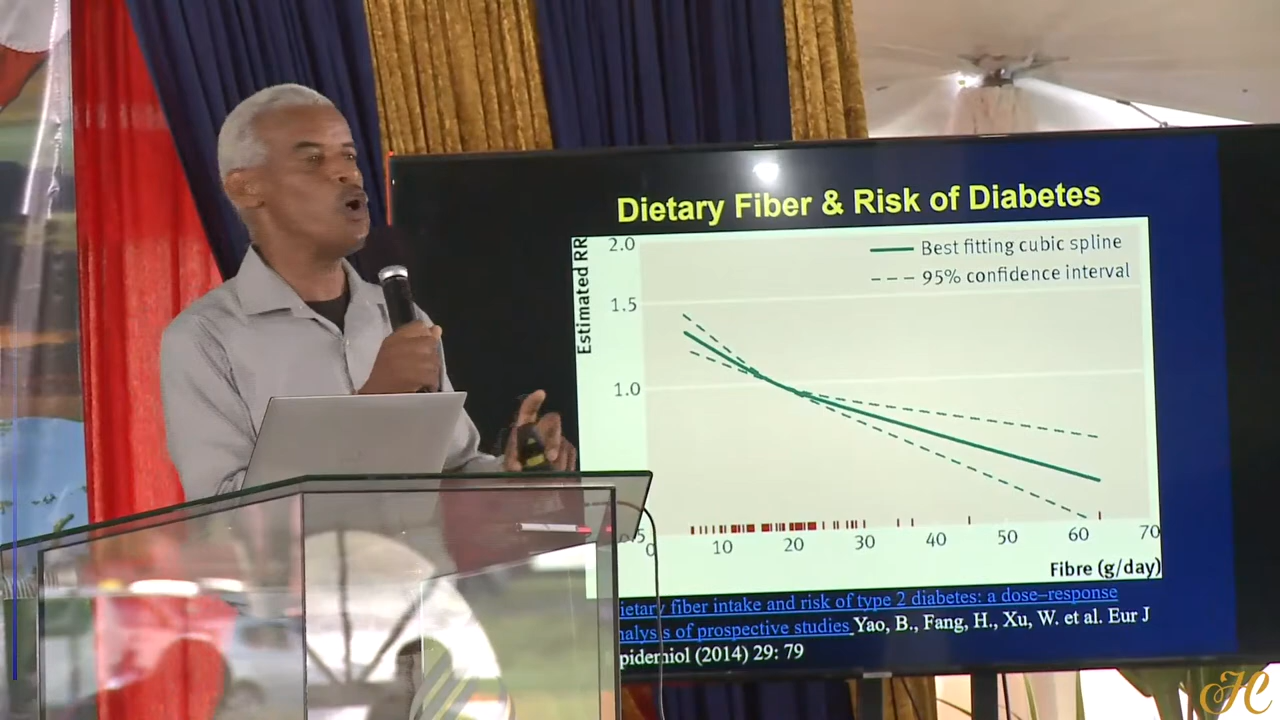 Dietary Fiber & Risk of Diabetes
Estimated RR
2.0
1.5
1.0
Best fitting cubic spline
95% confidence interval
0 10 20 30 40 50 60 70
Fibre (g/day)
ietary fiber intake and risk of type 2 diabetes: a dose–response
nalysis of prospective studies Yao, B., Fang, H., Xu, W. et al. Eur J
pidemiol (2014) 29: 79